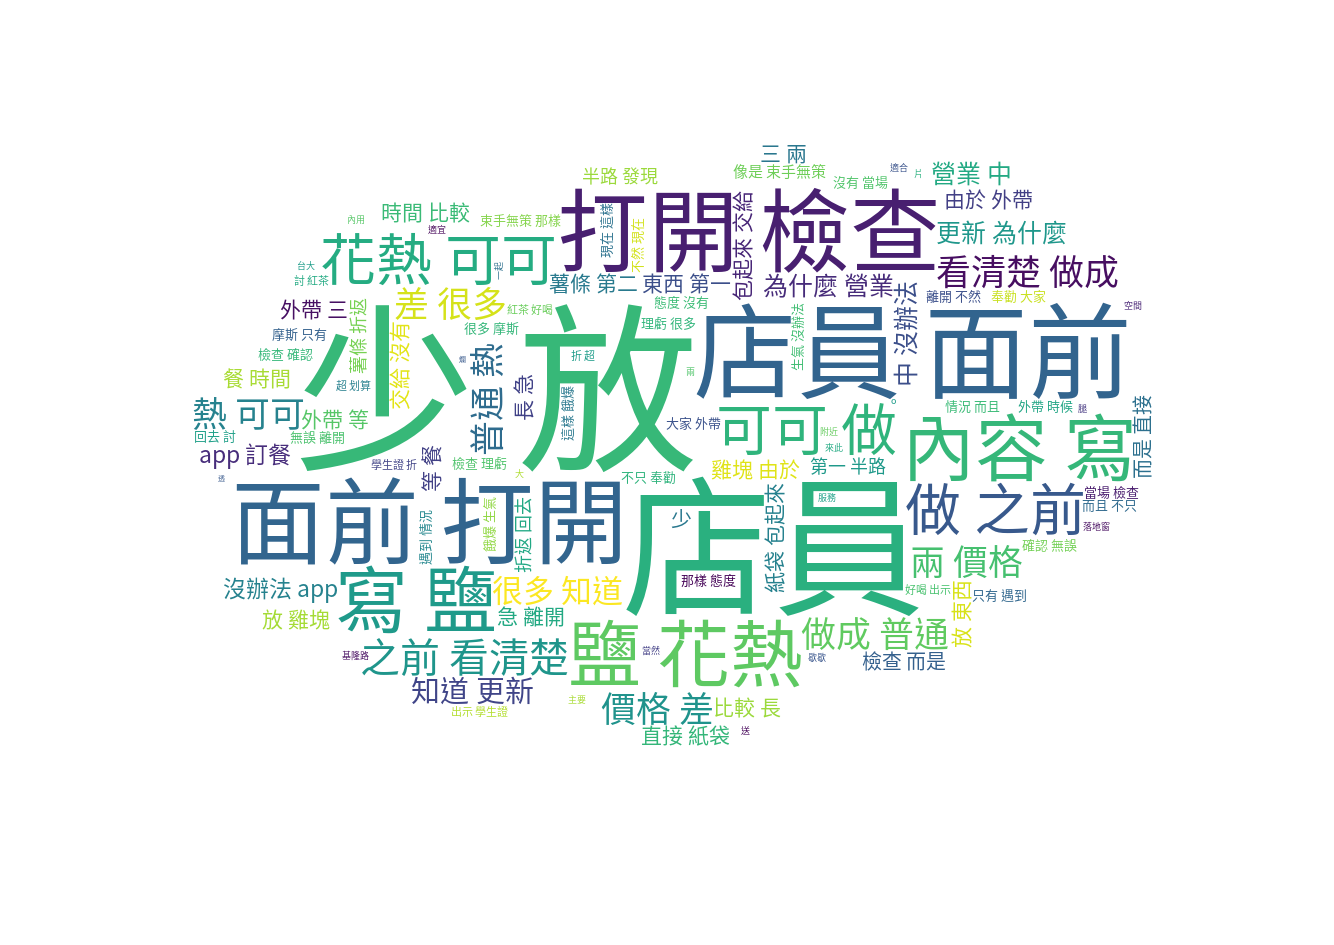 三 兩
半路 發現
像是 束手無策
適合
片
營業 中
沒有 當場
打開 檢查
包起來 交給
由於 外帶
時間 比較
內用
束手無策 那樣
適宜
現在 這樣
不然 現在
更新 為什麼
花熱 可可
台大
討 紅茶
一起
看清楚 做成
薯條 第二
東西 第一
為什麼 營業
中 沒辦法
離開 不然
奉勸 大家
空間
外帶 三
薯條 折返
差 很多
紅茶 好喝
態度 沒有
少 放
店員 面前
摩斯 只有
很多 摩斯
理虧 很多
生氣 沒辦法
交給 沒有
檢查 確認
普通 熱
折 超
兩
餐 時間
超 划算
長 急
這樣 餓爆
熱 可可
外帶 等
可可 做
情況 而且
外帶 時候
腿
而是 直接
大家 外帶
附近
來此
內容 寫
回去 討
無誤 離開
app 訂餐
學生證 折
等 餐
檢查 理虧
大
不只 奉勸
雞塊 由於
第一 半路
透
面前 打開
店員
做 之前
當場 檢查
而且 不只
服務
少
紙袋 包起來
遇到 情況
餓爆 生氣
折返 回去
落地窗
兩 價格
確認 無誤
沒辦法 app
寫 鹽
很多 知道
那樣 態度
好喝 出示
只有 遇到
放 東西
放 雞塊
急 離開
鹽 花熱
做成 普通
基隆路
之前 看清楚
當然
歇歇
檢查 而是
知道 更新
出示 學生證
主要
價格 差
比較 長
直接 紙袋
送